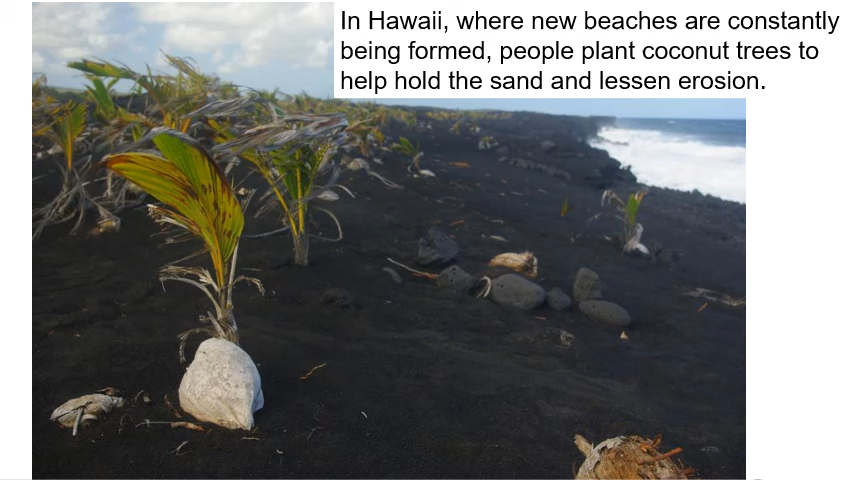 In Hawaii, where new beaches are constantly
being formed, people plant coconut trees to
help hold the sand and lessen erosion.